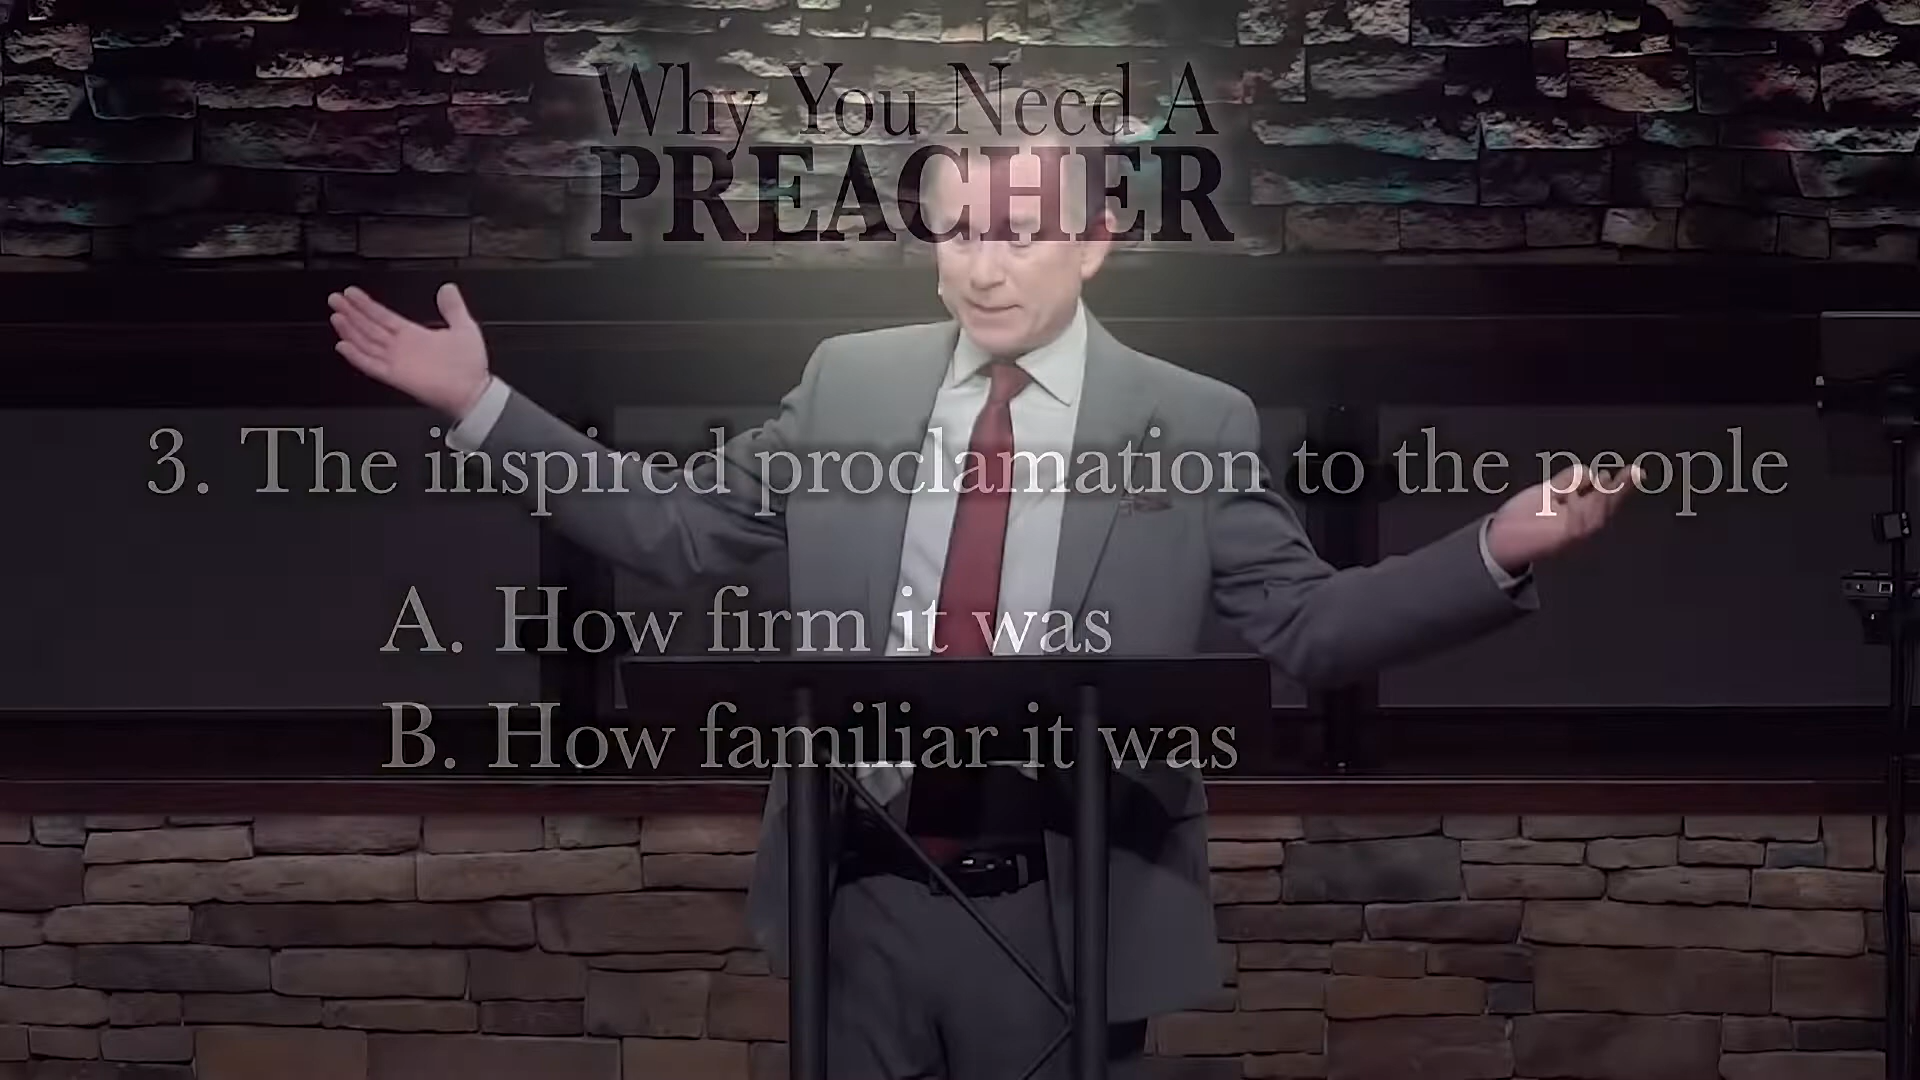 Why You Need A
PREACHER
3. The inspired proclamation to the people
A. How firm it was
B. How familiar it was